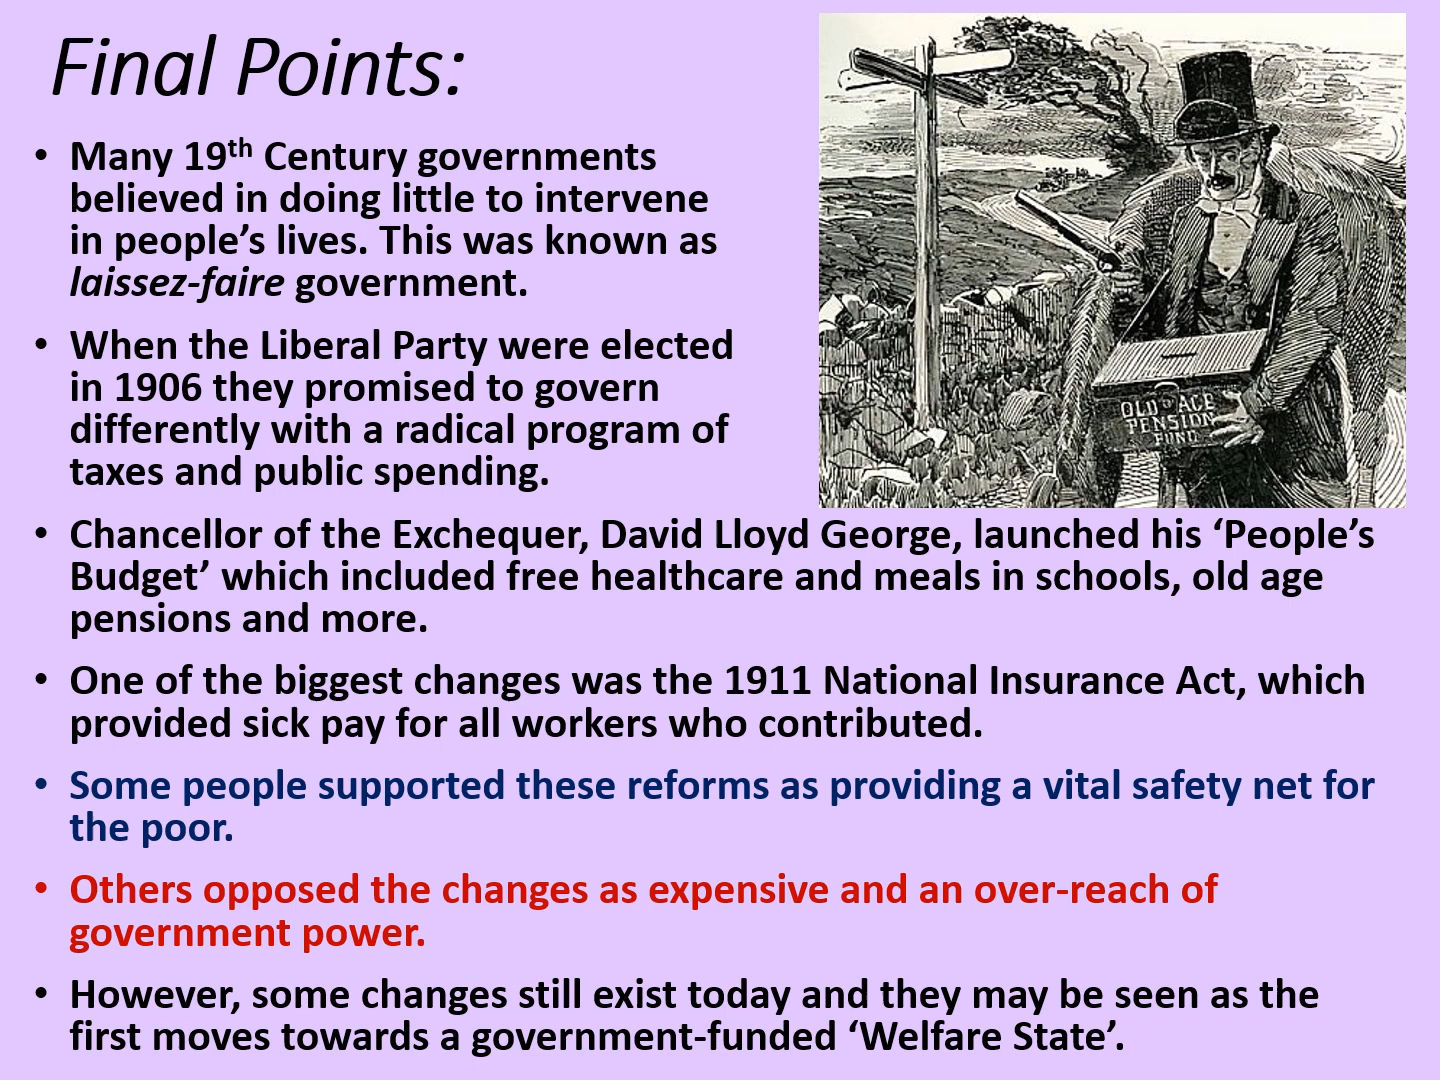 Final Points:
• Many 19th Century governments
believed in doing little to intervene
in people’s lives. This was known as
laissez-faire government.
• When the Liberal Party were elected
in 1906 they promised to govern
differently with a radical program of
taxes and public spending.
OLD AGE
PENSION
FUND
• Chancellor of the Exchequer, David Lloyd George, launched his ‘People’s
Budget’ which included free healthcare and meals in schools, old age
pensions and more.
• One of the biggest changes was the 1911 National Insurance Act, which
provided sick pay for all workers who contributed.
• Some people supported these reforms as providing a vital safety net for
the poor.
• Others opposed the changes as expensive and an over-reach of
government power.
• However, some changes still exist today and they may be seen as the
first moves towards a government-funded ‘Welfare State’.